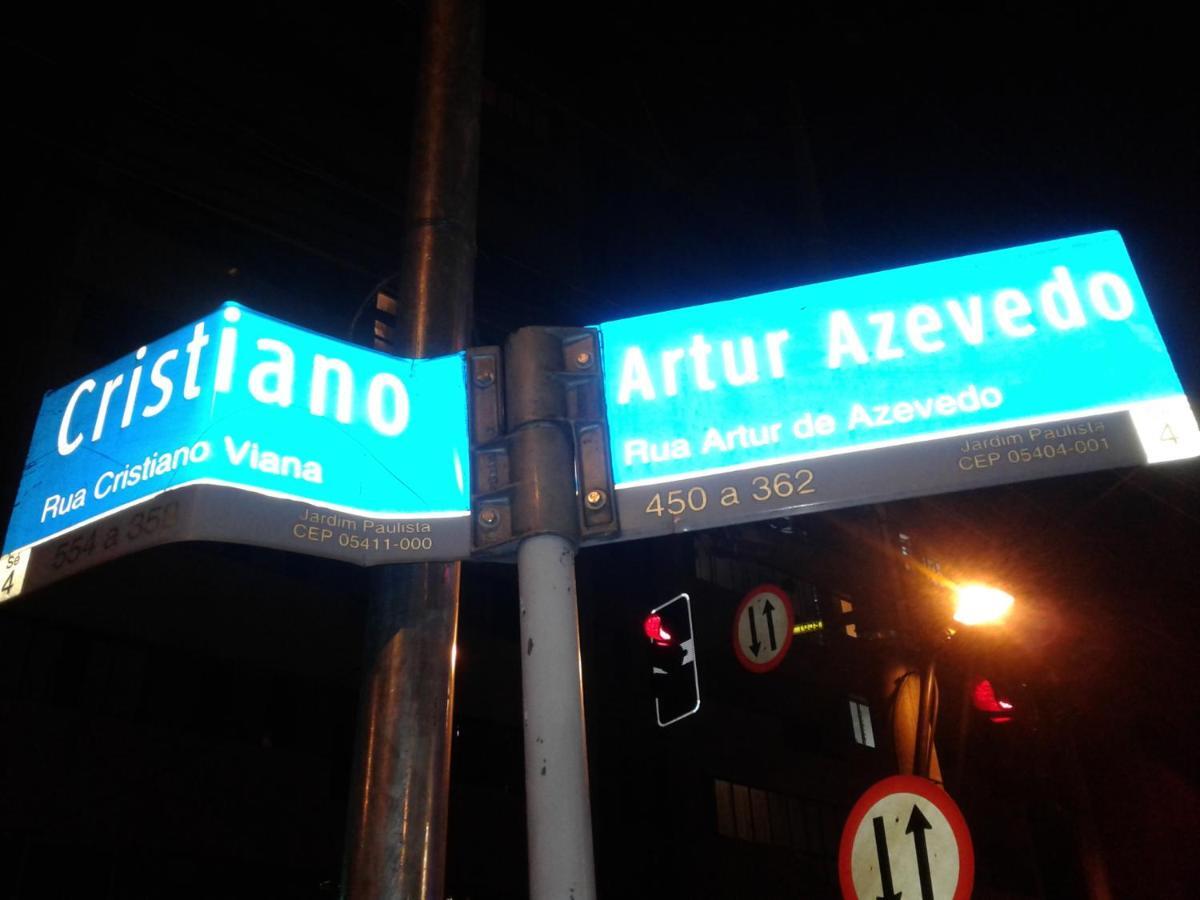 Cristiano
Rua Cristiano Viana
554 a 358
Jardim Paulista
CEP 05411-000
Sé
4
Artur Azevedo
Rua Artur de Azevedo
450 a 362
Jardim Paulista
CEP 05404-001
4